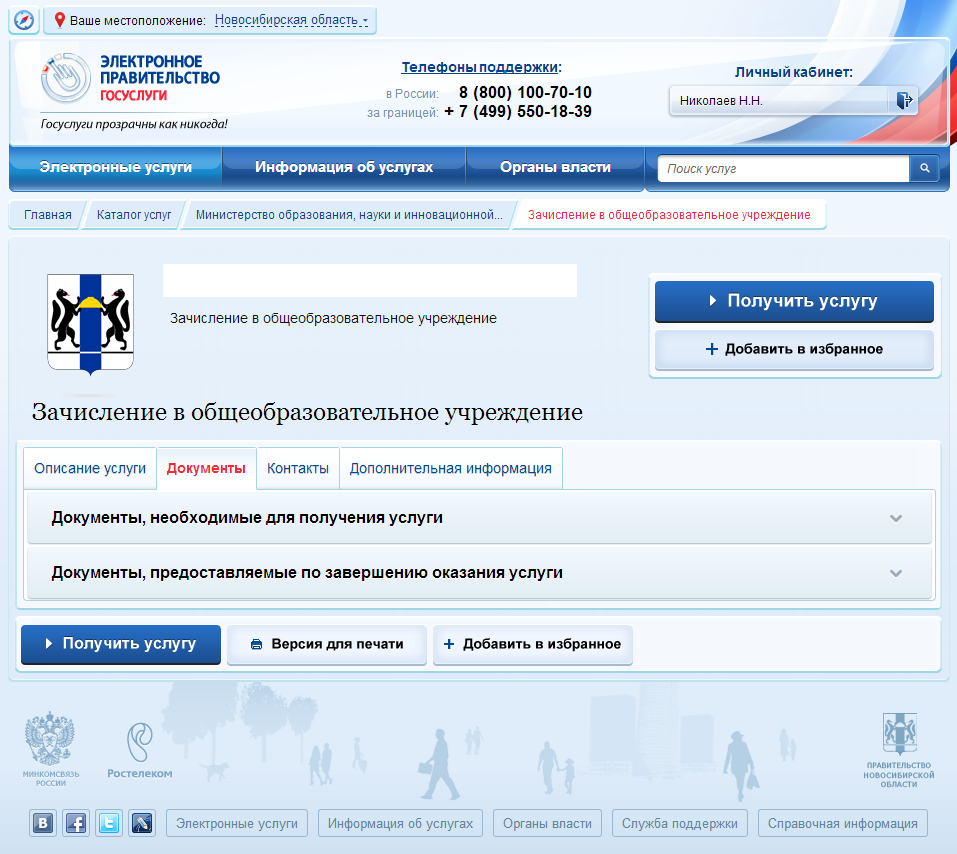 Ваше местоположение: Новосибирская область
ЭЛЕКТРОННОЕ
ПРАВИТЕЛЬСТВО
ГОСУСЛУГИ
Госуслуги прозрачны как никогда!
Телефоны поддержки:
в России: 8 (800) 100-70-10
за границей: + 7 (499) 550-18-39
Личный кабинет:
Николаев Н.Н.
Электронные услуги
Информация об услугах
Органы власти
Поиск услуг
Главная
Каталог услуг
Министерство образования, науки и инновационной...
Зачисление в общеобразовательное учреждение
Зачисление в общеобразовательное учреждение
Получить услугу
Добавить в избранное
Зачисление в общеобразовательное учреждение
Описание услуги
Документы
Контакты
Дополнительная информация
Документы, необходимые для получения услуги
Документы, предоставляемые по завершению оказания услуги
Получить услугу
Версия для печати
Добавить в избранное
МИНКОМСВЯЗЬ
РОССИИ
Ростелеком
ПРАВИТЕЛЬСТВО
НОВОСИБИРСКОЙ
ОБЛАСТИ
Электронные услуги
Информация об услугах
Органы власти
Служба поддержки
Справочная информация